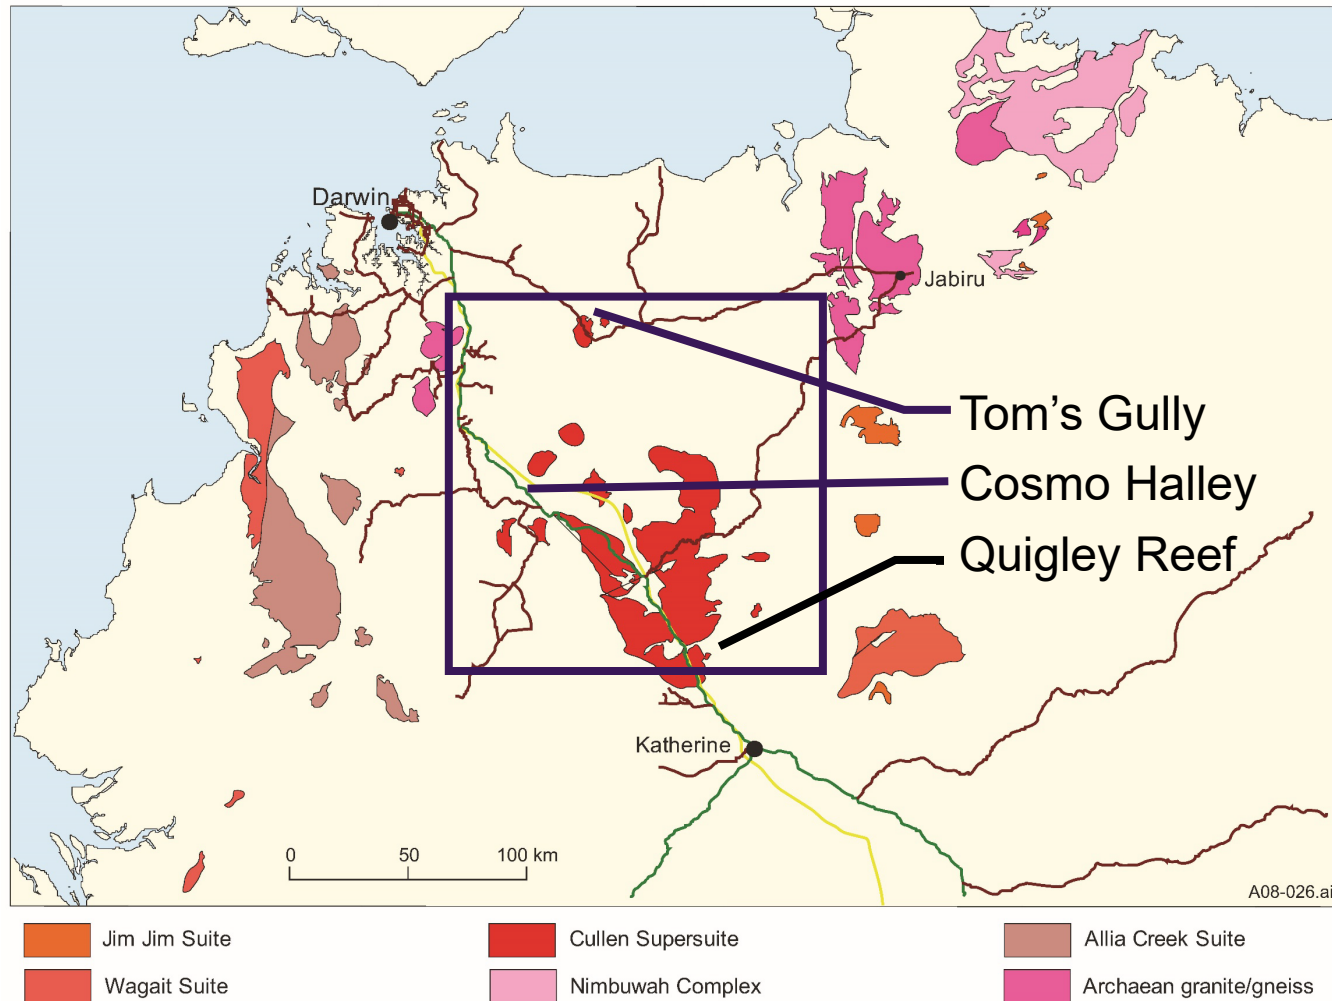 Darwin
Jabiru
Tom’s Gully
Cosmo Halley
Quigley Reef
Katherine
0 50 100 km
A08-026.ai
Jim Jim Suite
Cullen Supersuite
Allia Creek Suite
Wagait Suite
Nimbuwah Complex
Archaean granite/gneiss